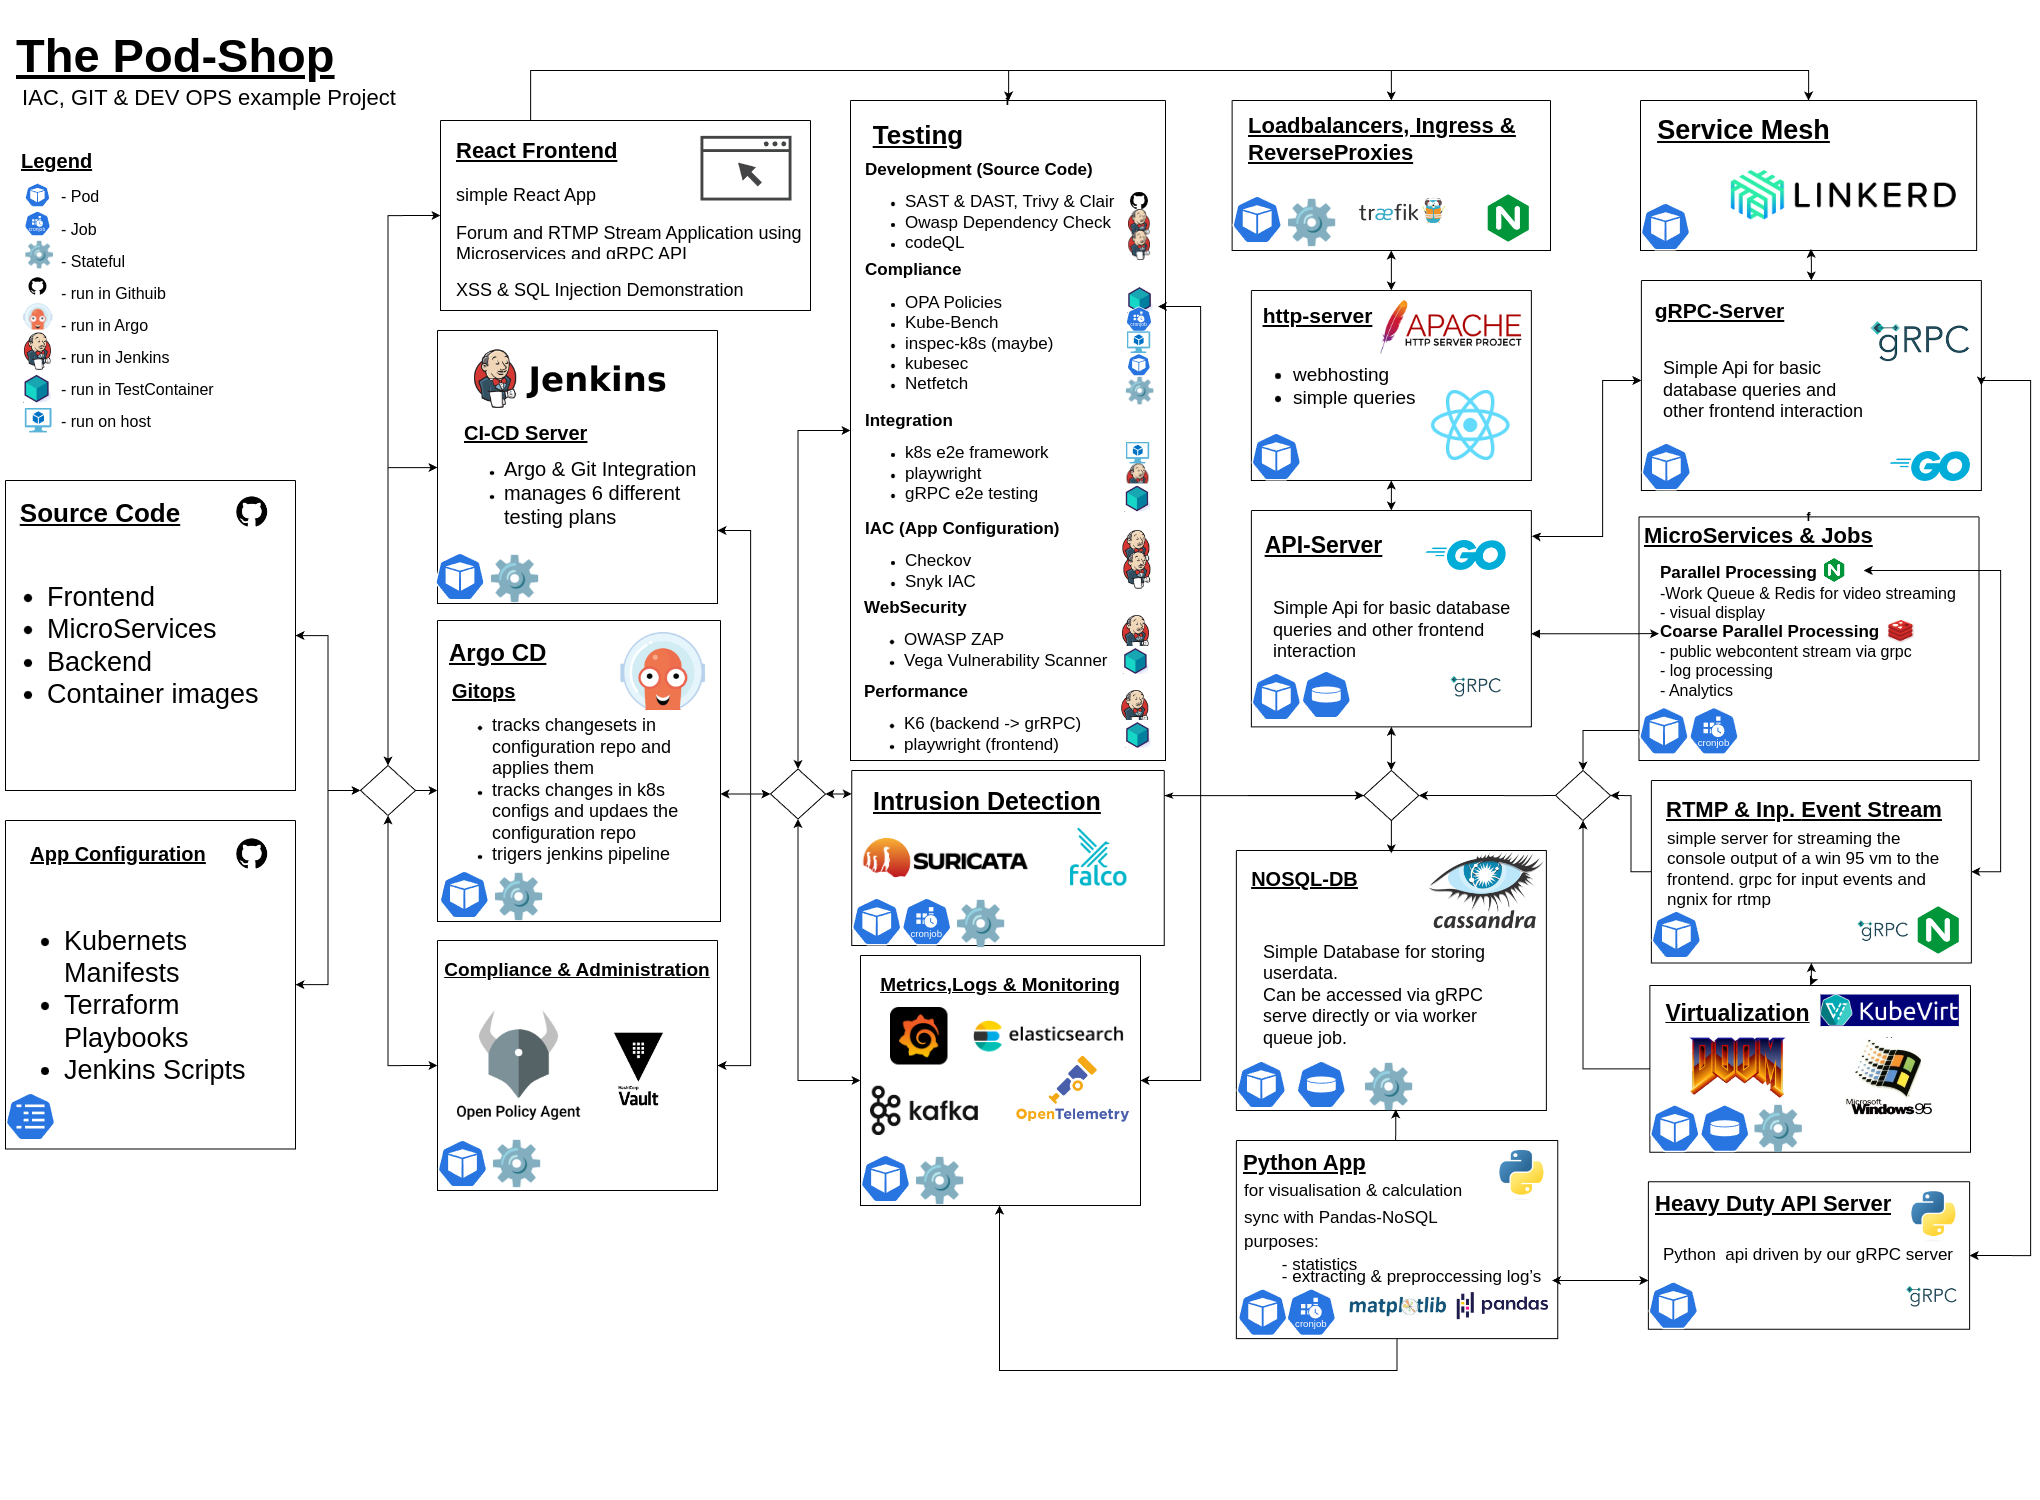 The Pod-Shop
IAC, GIT & DEV OPS example Project
Legend
- Pod
- Job
cronjob
- Stateful
- run in Githuib
- run in Argo
- run in Jenkins
- run in TestContainer
- run on host
Source Code
Frontend
MicroServices
Backend
Container images
App Configuration
Kubernets
Manifests
Terraform
Playbooks
Jenkins Scripts
React Frontend
simple React App
Forum and RTMP Stream Application using
Microservices and gRPC API
XSS & SQL Injection Demonstration
Jenkins
CI-CD Server
Argo & Git Integration
manages 6 different
testing plans
Argo CD
Gitops
tracks changesets in
configuration repo and
applies them
tracks changes in k8s
configs and updaes the
configuration repo
trigers jenkins pipeline
Compliance & Administration
Open Policy Agent
HashiCorp
Vault
Testing
Development (Source Code)
SAST & DAST, Trivy & Clair
Owasp Dependency Check
codeQL
Compliance
OPA Policies
Kube-Bench
cronjob
inspec-k8s (maybe)
kubesec
Netfetch
Integration
k8s e2e framework
playwright
gRPC e2e testing
IAC (App Configuration)
Checkov
Snyk IAC
WebSecurity
OWASP ZAP
Vega Vulnerability Scanner
Performance
K6 (backend -> grRPC)
playwright (frontend)
Intrusion Detection
SURICATA
falco
cronjob
Metrics,Logs & Monitoring
elasticsearch
kafka
OpenTelemetry
Loadbalancers, Ingress &
ReverseProxies
træfik
N
http-server
APACHE
HTTP SERVER PROJECT
webhosting
simple queries
API-Server
GO
Simple Api for basic database
queries and other frontend
interaction
gRPC
NOSQL-DB
cassandra
Simple Database for storing
userdata.
Can be accessed via gRPC
serve directly or via worker
queue job.
Python App
for visualisation & calculation
sync with Pandas-NoSQL
purposes:
- statistics
- extracting & preproccessing log's
cronjob
matplotlib
pandas
Service Mesh
LINKERD
gRPC-Server
gRPC
Simple Api for basic
database queries and
other frontend interaction
GO
f
MicroServices & Jobs
Parallel Processing
N
-Work Queue & Redis for video streaming
- visual display
Coarse Parallel Processing
- public webcontent stream via grpc
- log processing
- Analytics
cronjob
RTMP & Inp. Event Stream
simple server for streaming the
console output of a win 95 vm to the
frontend. grpc for input events and
ngnix for rtmp
gRPC
N
Virtualization
KubeVirt
DOOM
Microsoft
Windows95
Heavy Duty API Server
Python  api driven by our gRPC server
gRPC